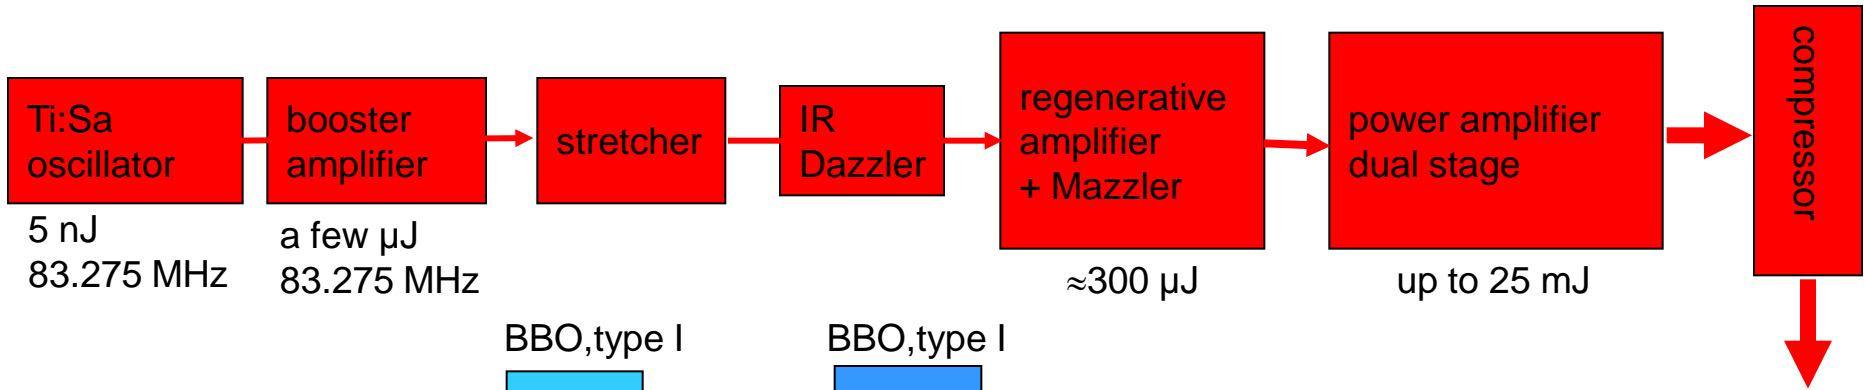 Ti:Sa
oscillator
5 nJ
83.275 MHz
booster
amplifier
a few µJ
83.275 MHz
stretcher
IR
Dazzler
regenerative
amplifier
+ Mazzler
≈300 µJ
power amplifier
dual stage
up to 25 mJ
compressor
BBO,type I
BBO,type I